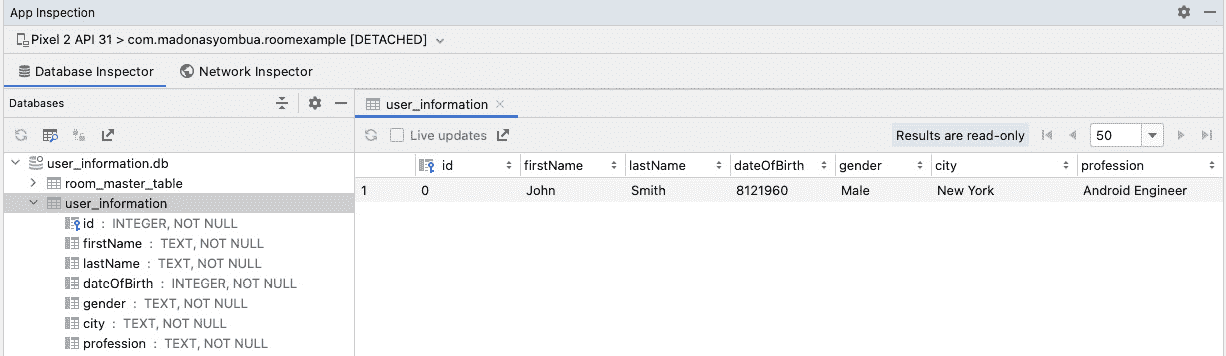 App Inspection
Pixel 2 API 31 > com.madonasyombua.roomexample [DETACHED]
Database Inspector Network Inspector
Databases
user_information
Live updates Results are read-only 50
user_information.db
room_master_table
user_information
id : INTEGER, NOT NULL
firstName : TEXT, NOT NULL
lastName : TEXT, NOT NULL
dateOfBirth : INTEGER, NOT NULL
gender : TEXT, NOT NULL
city : TEXT, NOT NULL
profession : TEXT, NOT NULL
id firstName lastName dateOfBirth gender city profession
1 0 John Smith 8121960 Male New York Android Engineer